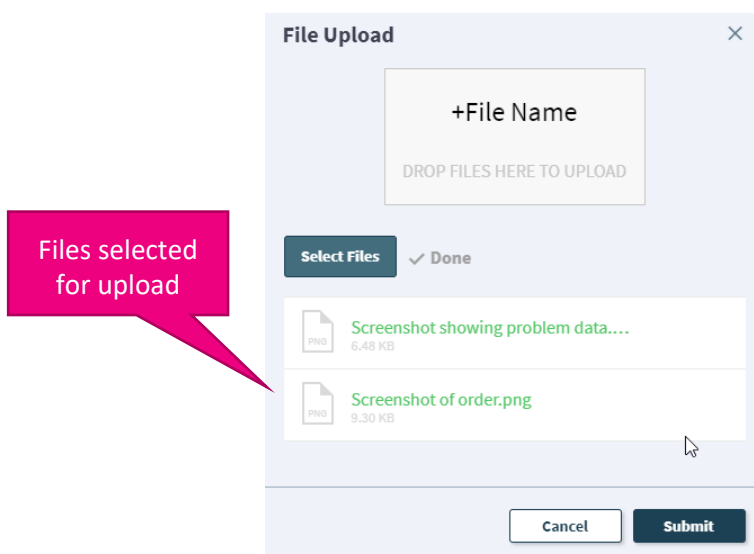 File Upload
+File Name
DROP FILES HERE TO UPLOAD
Files selected
for upload
Select Files
Done
PNG
Screenshot showing problem data....
6.48 KB
PNG
Screenshot of order.png
9.30 KB
Cancel
Submit